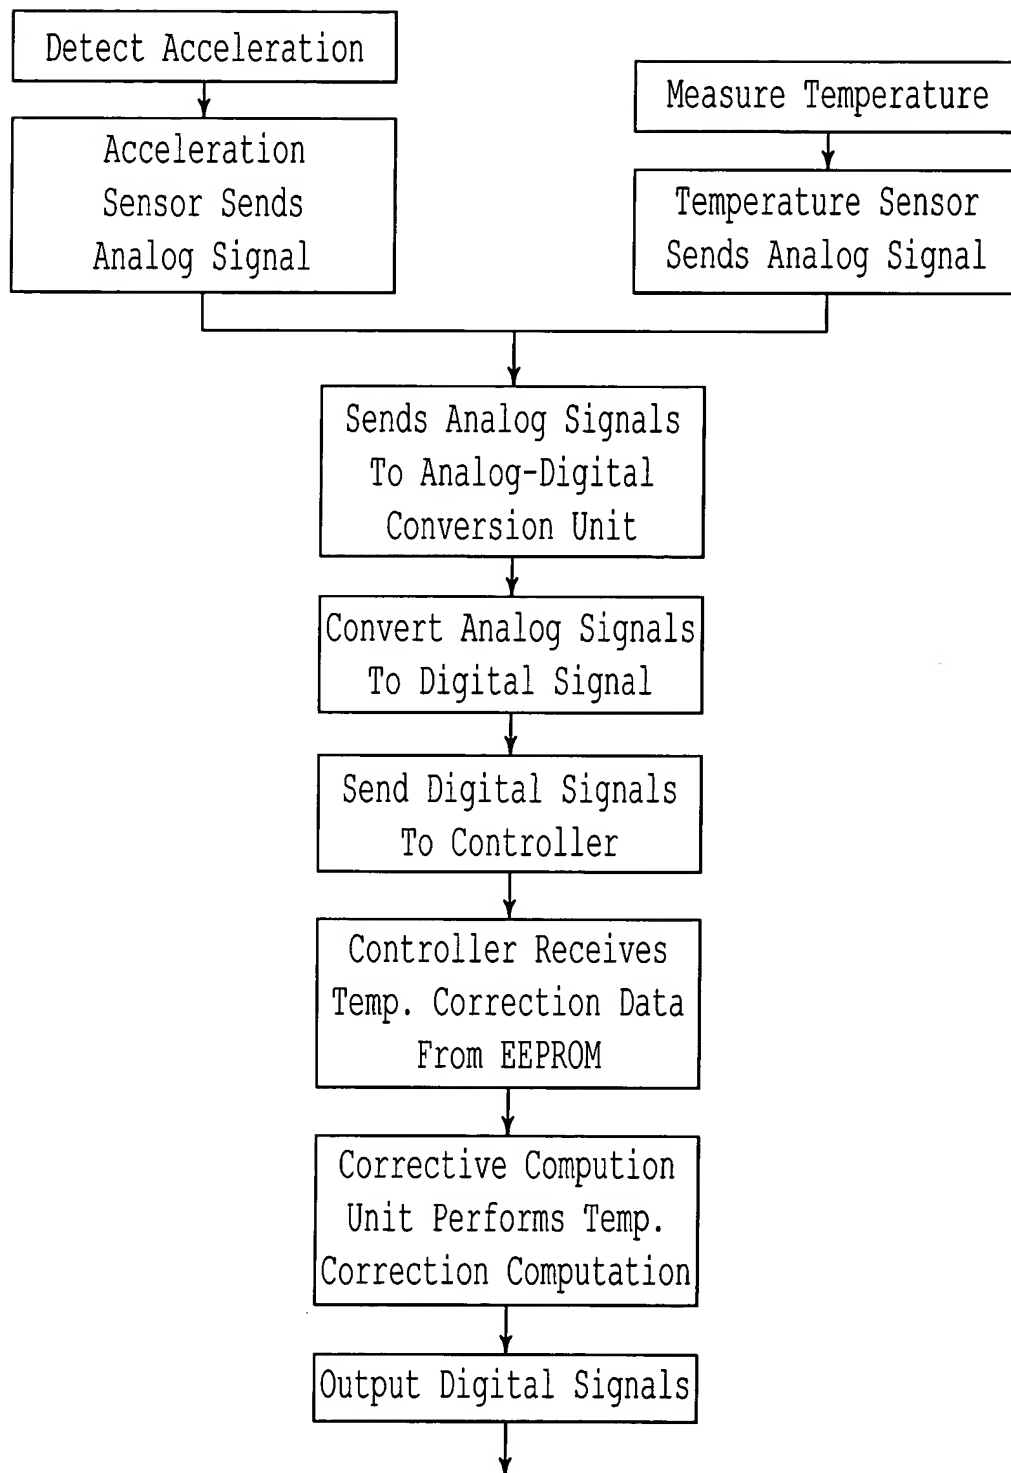 Detect Acceleration
Acceleration
Sensor Sends
Analog Signal
Measure Temperature
Temperature Sensor
Sends Analog Signal
Sends Analog Signals
To Analog-Digital
Conversion Unit
Convert Analog Signals
To Digital Signal
Send Digital Signals
To Controller
Controller Receives
Temp. Correction Data
From EEPROM
Corrective Compution
Unit Performs Temp.
Correction Computation
Output Digital Signals